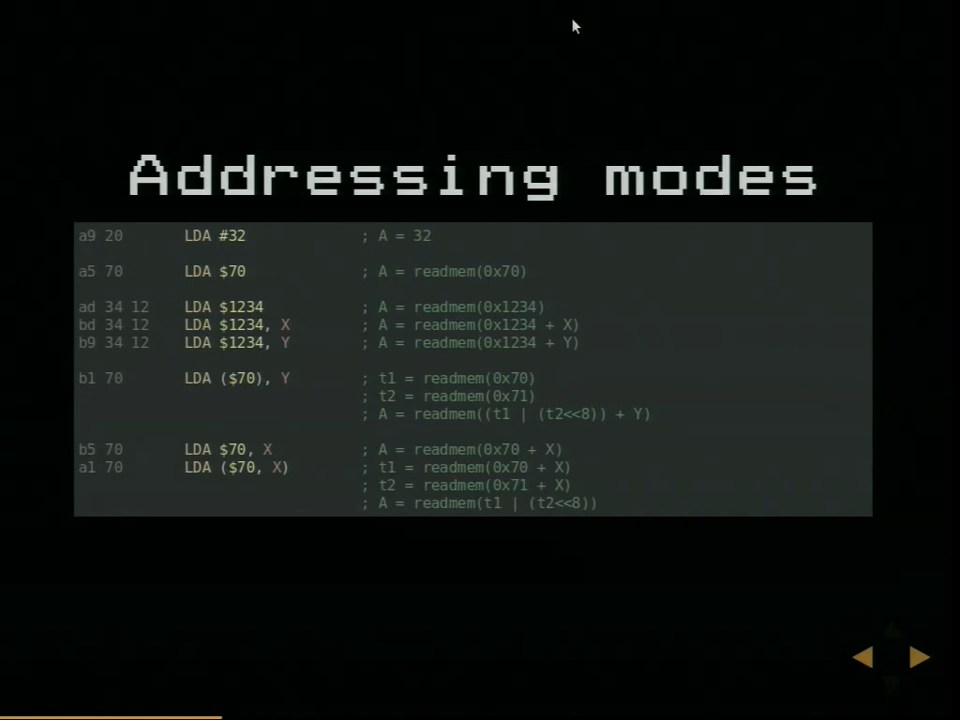 Addressing modes
a9 20 LDA #32 ; A = 32
a5 70 LDA $70 ; A = readmem(0x70)
ad 34 12 LDA $1234 ; A = readmem(0x1234)
bd 34 12 LDA $1234, X ; A = readmem(0x1234 + X)
b9 34 12 LDA $1234, Y ; A = readmem(0x1234 + Y)
b1 70 LDA ($70), Y ; t1 = readmem(0x70)
; t2 = readmem(0x71)
; A = readmem((t1 | (t2<<8)) + Y)
b5 70 LDA $70, X ; A = readmem(0x70 + X)
a1 70 LDA ($70, X) ; t1 = readmem(0x70 + X)
; t2 = readmem(0x71 + X)
; A = readmem(t1 | (t2<<8))